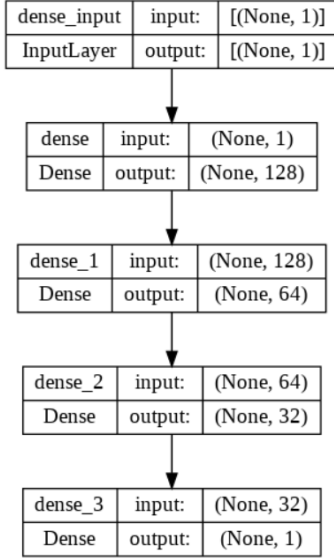 dense_input input: [(None, 1)]
InputLayer output: [(None, 1)]
dense input: (None, 1)
Dense output: (None, 128)
dense_1 input: (None, 128)
Dense output: (None, 64)
dense_2 input: (None, 64)
Dense output: (None, 32)
dense_3 input: (None, 32)
Dense output: (None, 1)